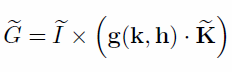 G̃ = Ĩ × (𝐠(𝐤, 𝐡) · 𝐊̃)